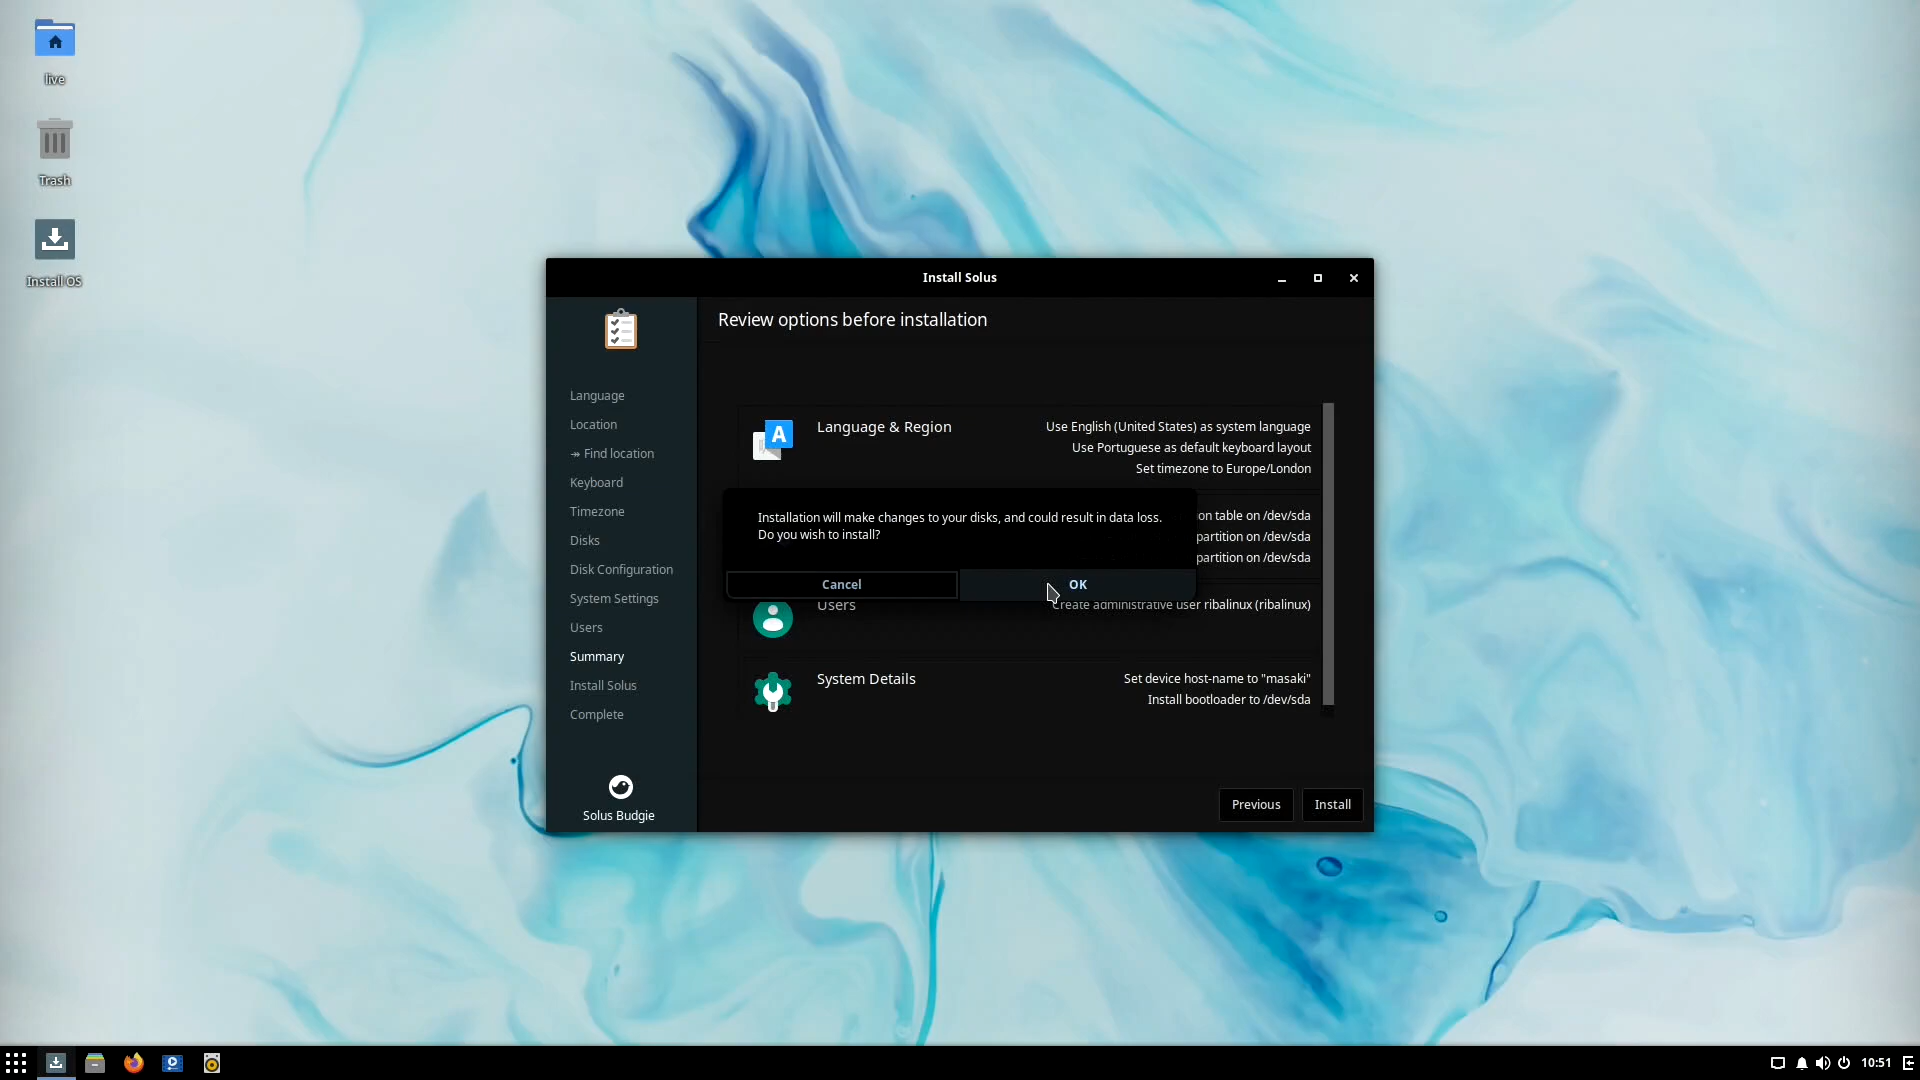 live
Trash
Install OS
Install Solus
Review options before installation
Language
Location
↠ Find location
Keyboard
Timezone
Disks
Disk Configuration
System Settings
Users
Summary
Install Solus
Complete
Solus Budgie
Language & Region
Use English (United States) as system language
Use Portuguese as default keyboard layout
Set timezone to Europe/London
Installation will make changes to your disks, and could result in data loss.
Do you wish to install?
Cancel
OK
table on /dev/sda
partition on /dev/sda
partition on /dev/sda
Users
Create administrative user ribalinux (ribalinux)
System Details
Set device host-name to "masaki"
Install bootloader to /dev/sda
Previous
Install
10:51